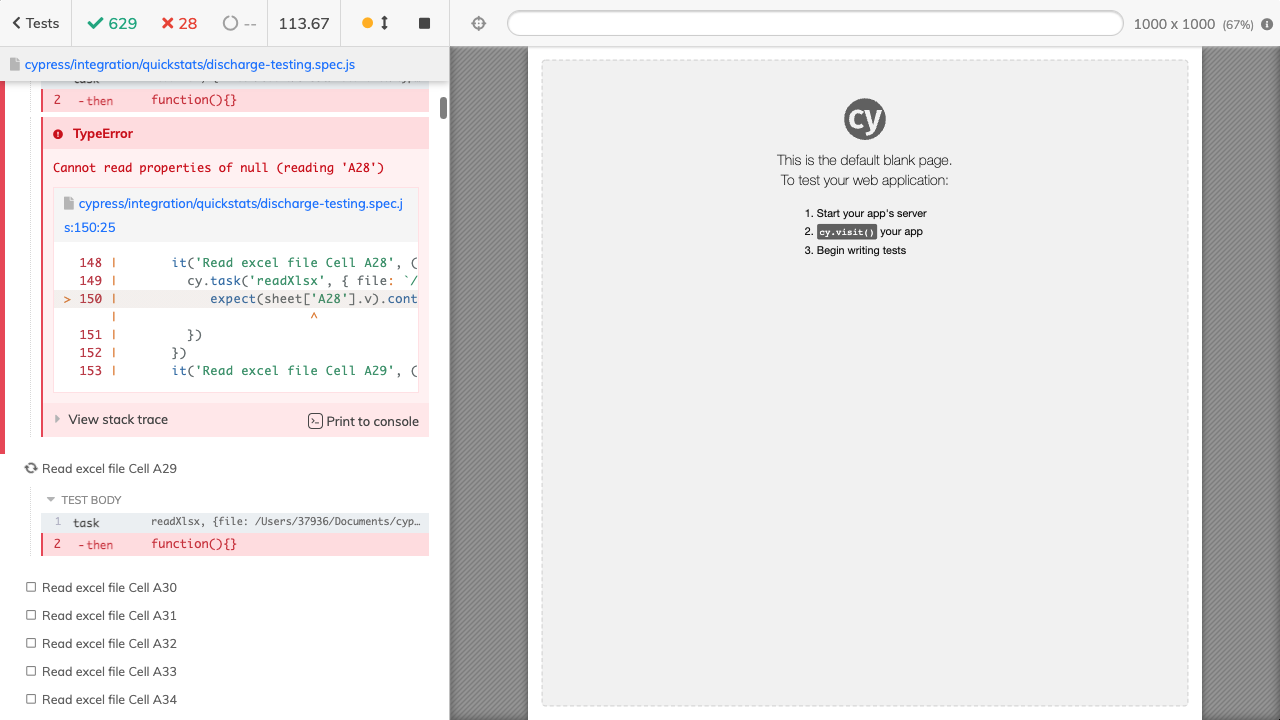 Tests
629
28
--
113.67
1000 x 1000 (67%)
cypress/integration/quickstats/discharge-testing.spec.js
2 -then function(){}
TypeError
Cannot read properties of null (reading 'A28')
cypress/integration/quickstats/discharge-testing.spec.j
s:150:25
148 | it('Read excel file Cell A28', (
149 | cy.task('readXlsx', { file: `/
> 150 | expect(sheet['A28'].v).cont
| ^
151 | })
152 | })
153 | it('Read excel file Cell A29', (
View stack trace
Print to console
Read excel file Cell A29
TEST BODY
1 task readXlsx, {file: /Users/37936/Documents/cyp…
2 -then function(){}
Read excel file Cell A30
Read excel file Cell A31
Read excel file Cell A32
Read excel file Cell A33
Read excel file Cell A34
cy
This is the default blank page.
To test your web application:
1. Start your app's server
2. cy.visit() your app
3. Begin writing tests